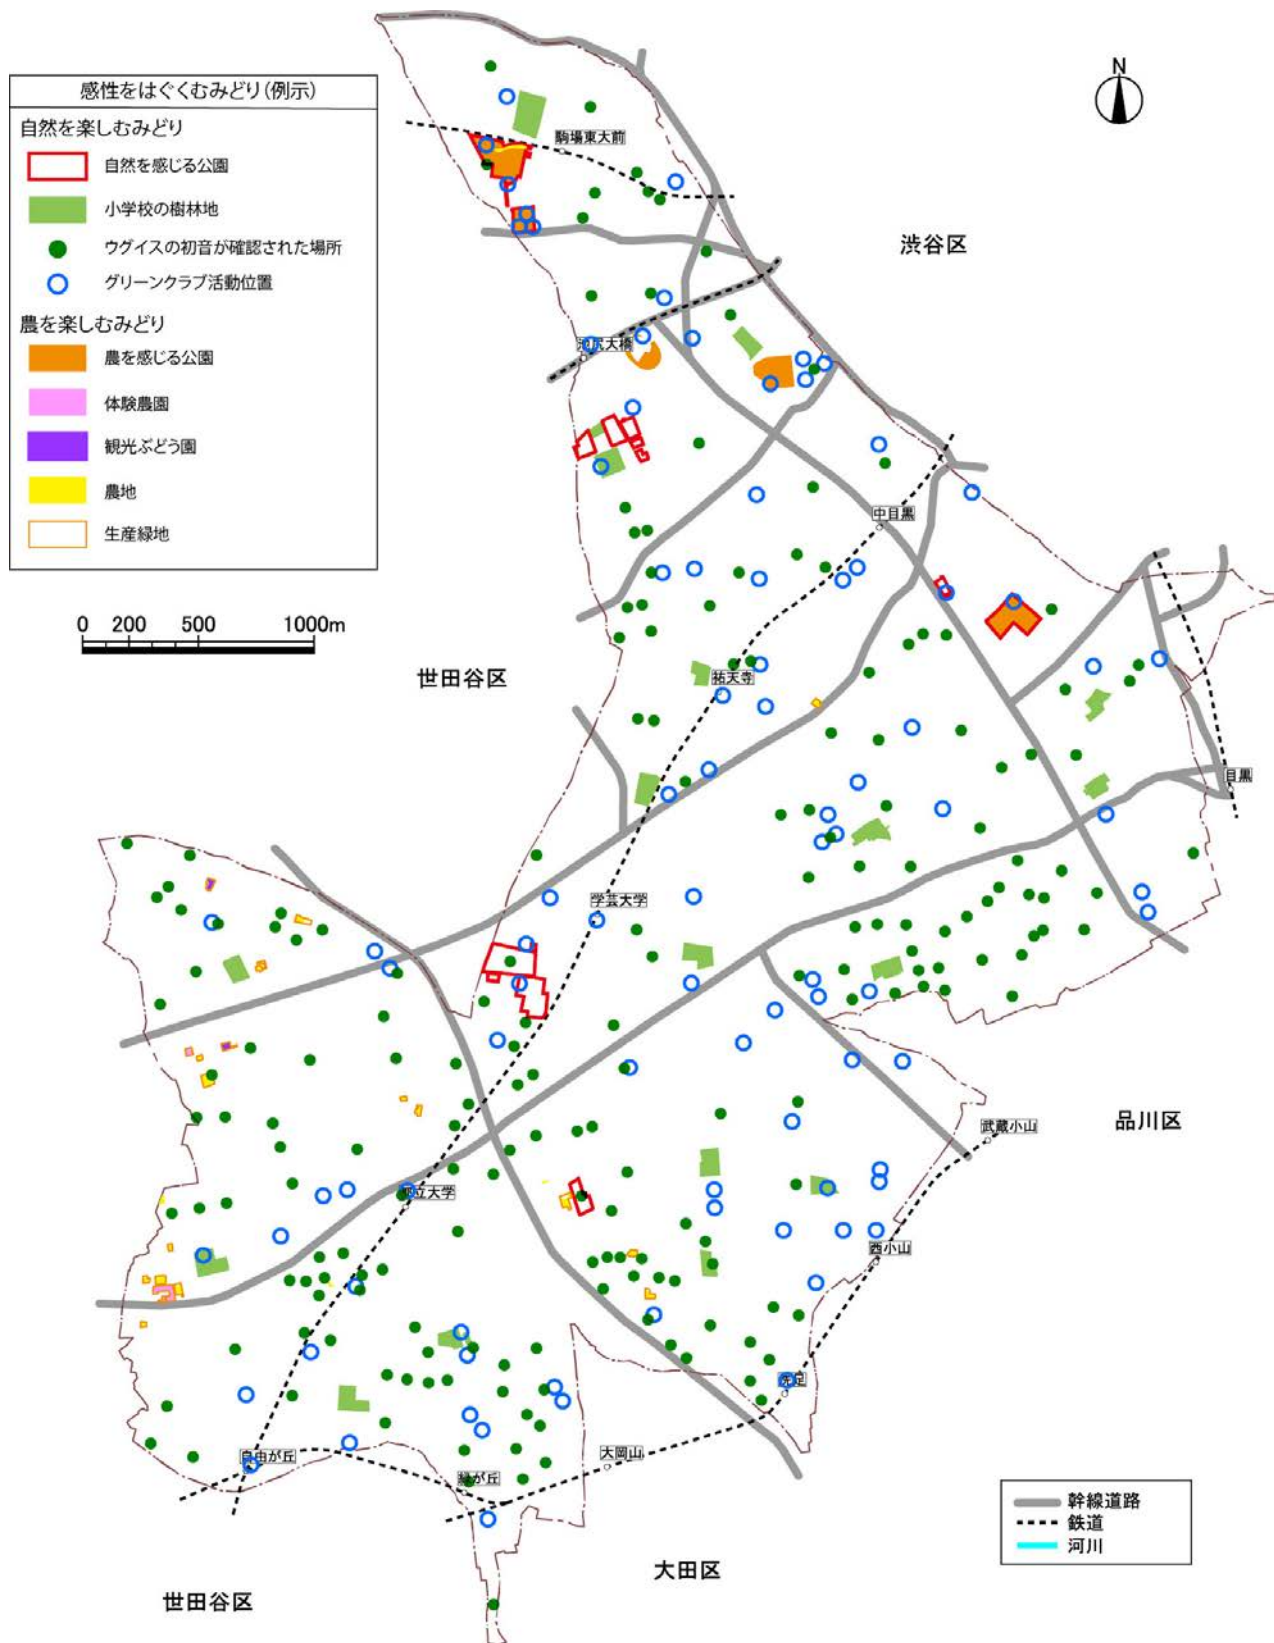 感性をはぐくむみどり(例示)
自然を楽しむみどり
自然を感じる公園
小学校の樹林地
ウグイスの初音が確認された場所
グリーンクラブ活動位置
農を楽しむみどり
農を感じる公園
体験農園
観光ぶどう園
農地
生産緑地
0 200 500 1000m
N
駒場東大前
渋谷区
池尻大橋
中目黒
世田谷区
祐天寺
目黒
学芸大学
品川区
武蔵小山
都立大学
西小山
洗足
自由が丘
大岡山
緑が丘
幹線道路
鉄道
河川
大田区
世田谷区